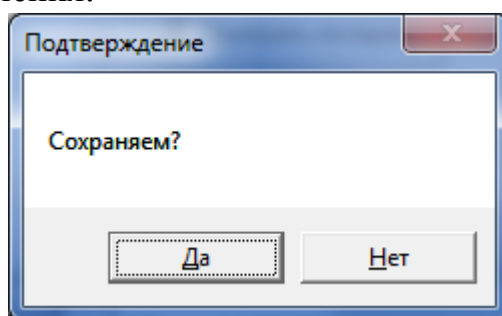 Подтверждение
Сохраняем?
Да
Нет